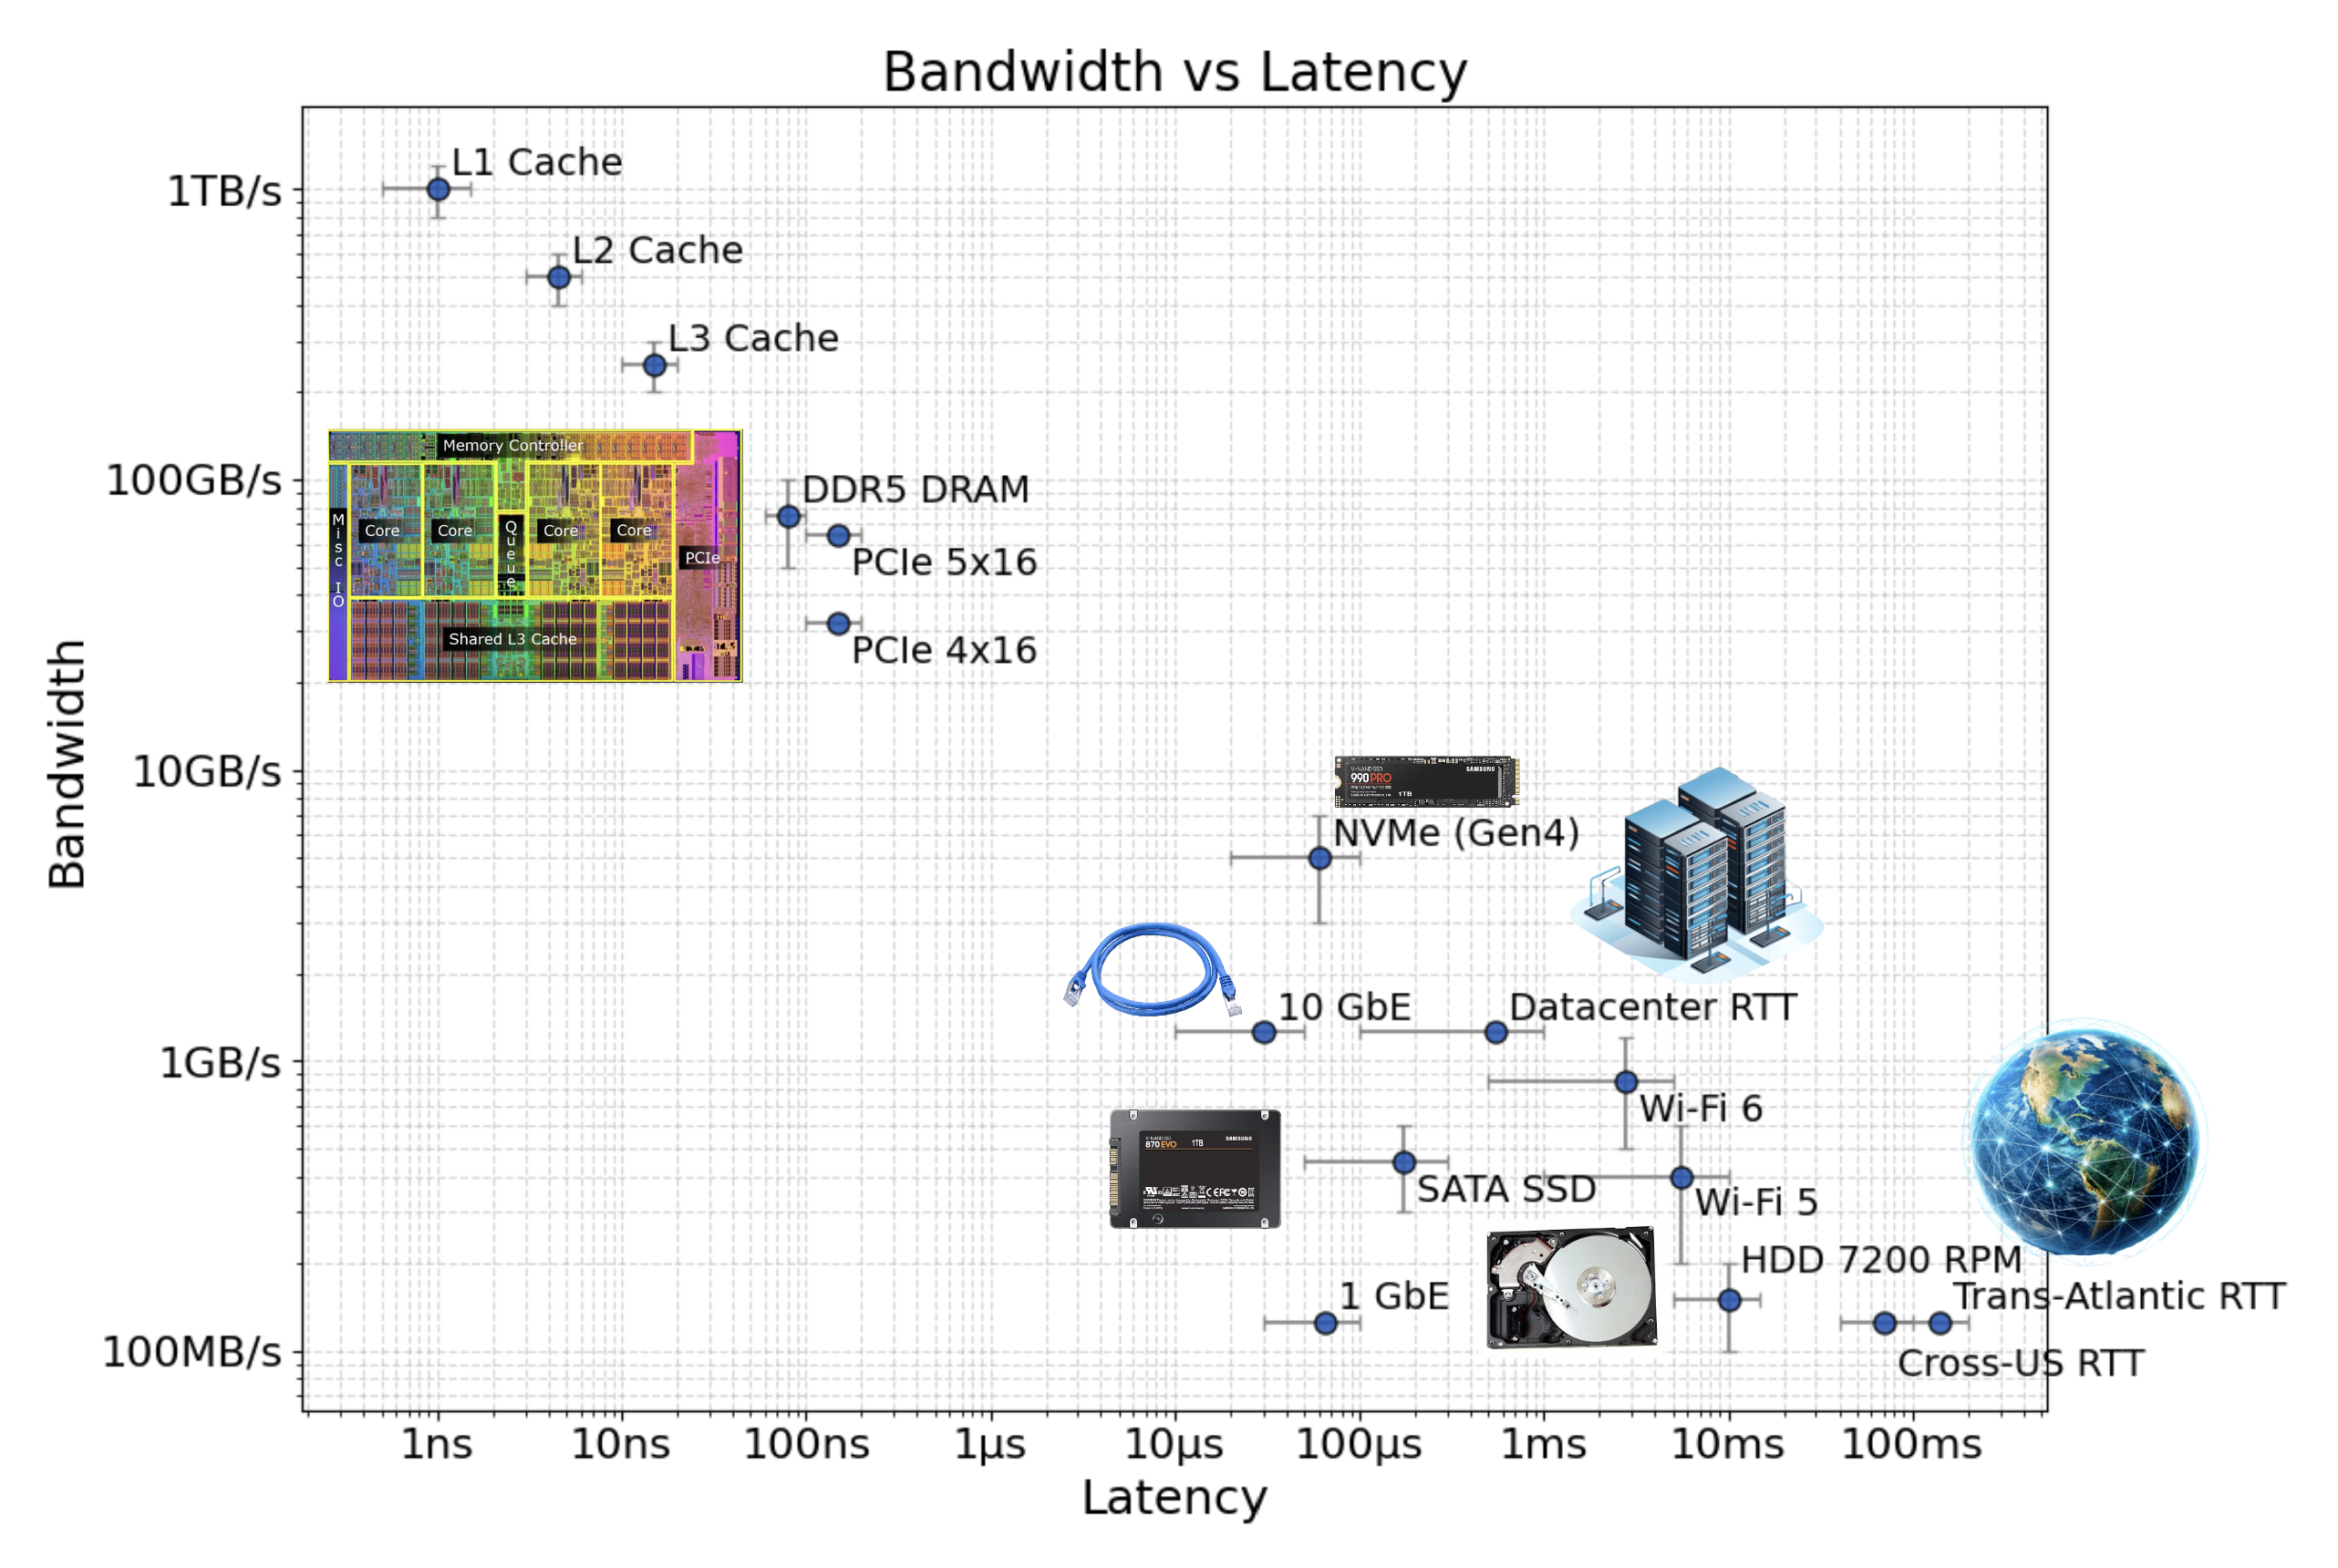 Bandwidth vs Latency
L1 Cache
1TB/s
L2 Cache
L3 Cache
Memory Controller
100GB/s
DDR5 DRAM
Misc IO
Core
Core
Queue
Core
Core
PCIe
PCIe 5x16
Shared L3 Cache
PCIe 4x16
Bandwidth
10GB/s
V-NAND SSD
SAMSUNG
990 PRO
1TB
NVMe (Gen4)
10 GbE
Datacenter RTT
1GB/s
Wi-Fi 6
V-NAND SSD
870 EVO
1TB
SAMSUNG
SATA SSD
Wi-Fi 5
HDD 7200 RPM
1 GbE
Trans-Atlantic RTT
100MB/s
Cross-US RTT
1ns
10ns
100ns
1µs
10µs
100µs
1ms
10ms
100ms
Latency